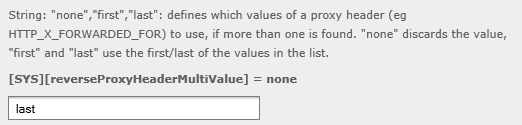 String: "none","first","last": defines which values of a proxy header (eg
HTTP_X_FORWARDED_FOR) to use, if more than one is found. "none" discards the value,
"first" and "last" use the first/last of the values in the list.
[SYS][reverseProxyHeaderMultiValue] = none
last